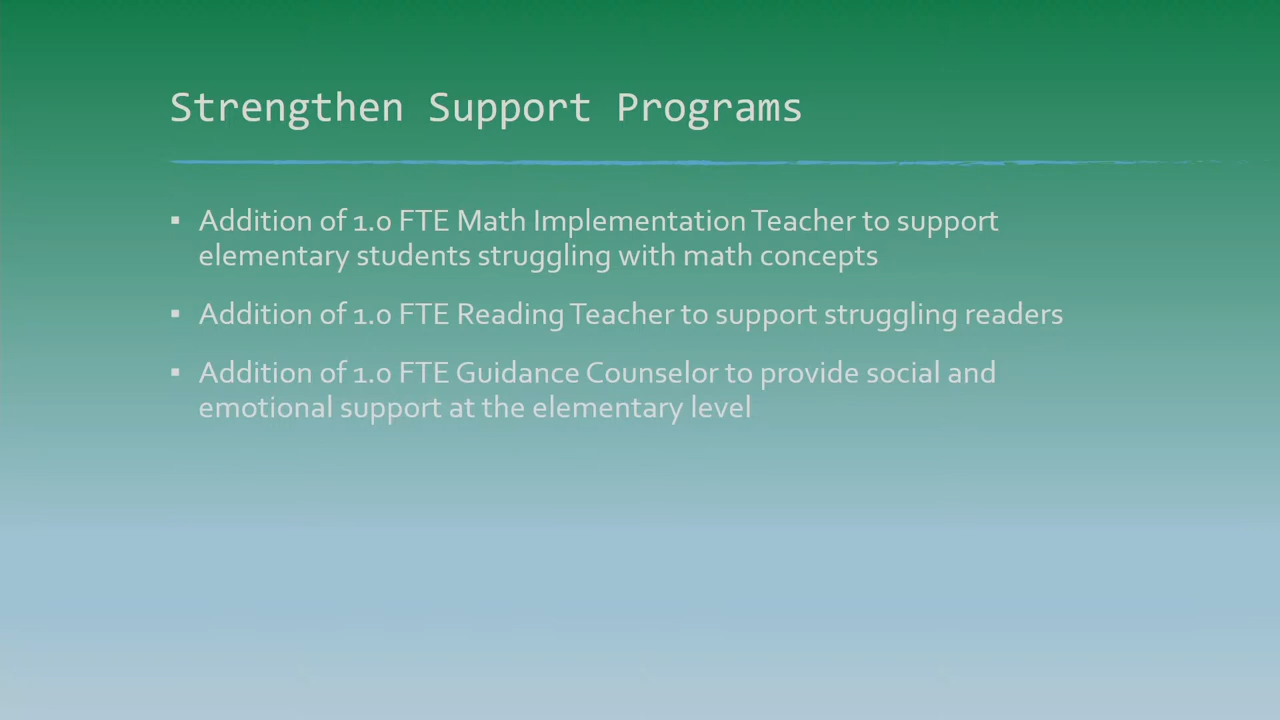 Strengthen Support Programs
▪ Addition of 1.0 FTE Math Implementation Teacher to support
elementary students struggling with math concepts
▪ Addition of 1.0 FTE Reading Teacher to support struggling readers
▪ Addition of 1.0 FTE Guidance Counselor to provide social and
emotional support at the elementary level